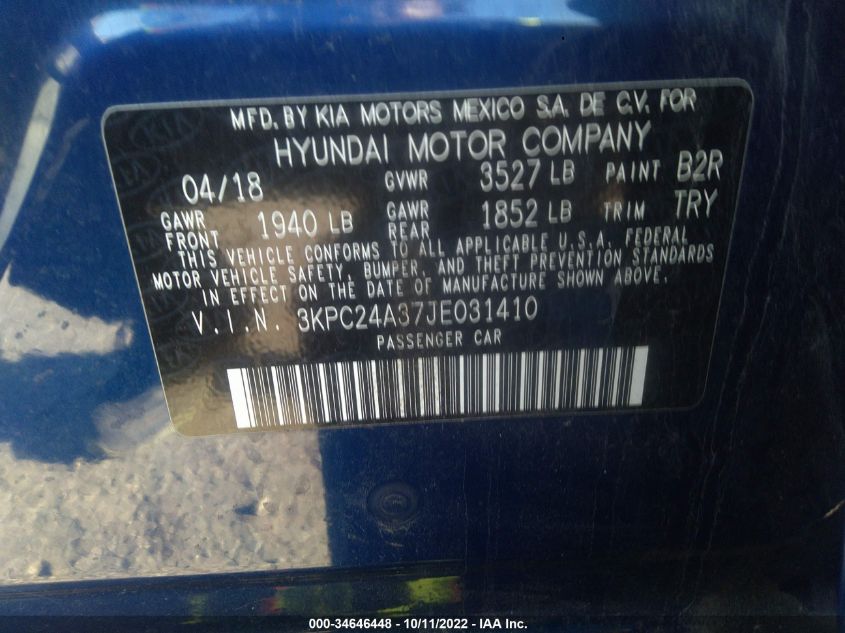 MFD. BY KIA MOTORS MEXICO S.A. DE C.V. FOR
HYUNDAI MOTOR COMPANY
04/18 GVWR 3527 LB PAINT B2R
GAWR FRONT 1940 LB GAWR REAR 1852 LB TRIM TRY
THIS VEHICLE CONFORMS TO ALL APPLICABLE U.S.A. FEDERAL
MOTOR VEHICLE SAFETY, BUMPER, AND THEFT PREVENTION STANDARDS
IN EFFECT ON THE DATE OF MANUFACTURE SHOWN ABOVE.
V.I.N. 3KPC24A37JE031410
PASSENGER CAR
000-34646448 - 10/11/2022 - IAA Inc.